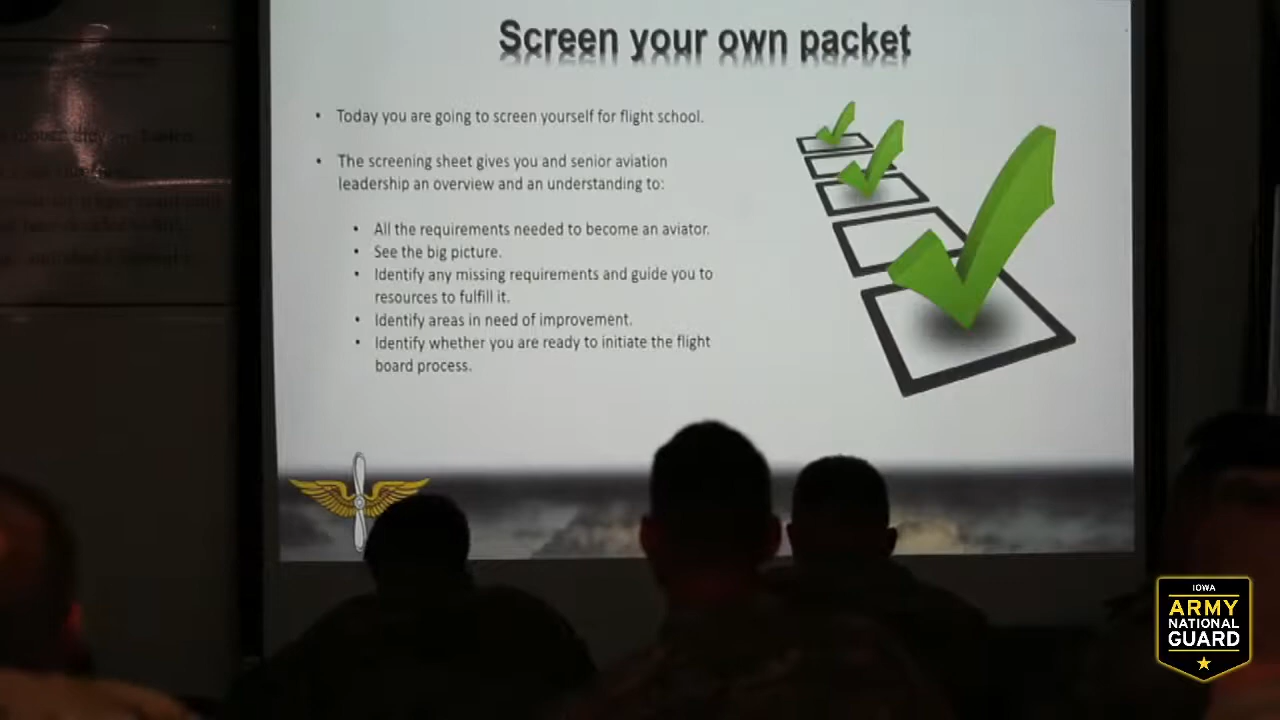 Screen your own packet
• Today you are going to screen yourself for flight school.
• The screening sheet gives you and senior aviation
leadership an overview and an understanding to:
• All the requirements needed to become an aviator.
• See the big picture.
• Identify any missing requirements and guide you to
resources to fulfill it.
• Identify areas in need of improvement.
• Identify whether you are ready to initiate the flight
board process.
IOWA
ARMY
NATIONAL
GUARD